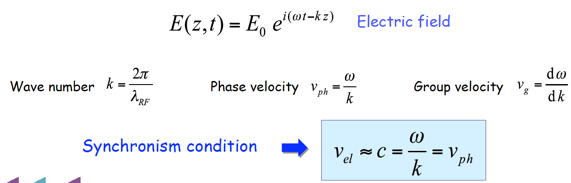 E(z,t) = E₀ e^{i(ωt−kz)} Electric field
Wave number k = 2π/λ_RF Phase velocity v_ph = ω/k Group velocity v_g = dω/dk
Synchronism condition v_el ≈ c = ω/k = v_ph